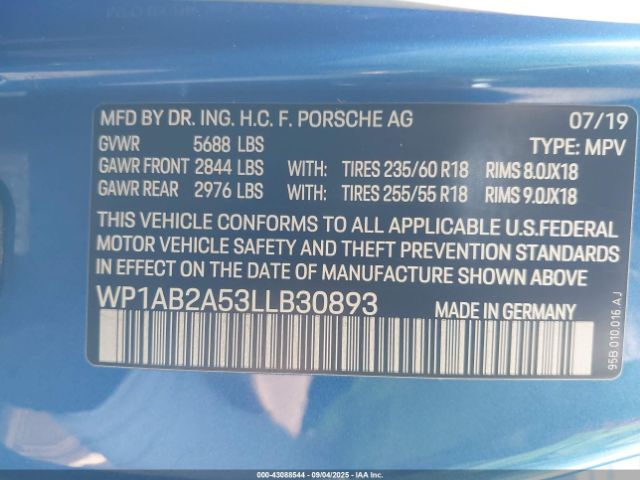 MFD BY DR. ING. H.C. F. PORSCHE AG 07/19
GVWR 5688 LBS TYPE: MPV
GAWR FRONT 2844 LBS WITH: TIRES 235/60 R18 RIMS 8.0JX18
GAWR REAR 2976 LBS WITH: TIRES 255/55 R18 RIMS 9.0JX18
THIS VEHICLE CONFORMS TO ALL APPLICABLE U.S.FEDERAL
MOTOR VEHICLE SAFETY AND THEFT PREVENTION STANDARDS
IN EFFECT ON THE DATE OF MANUFACTURE SHOWN ABOVE
WP1AB2A53LLB30893 MADE IN GERMANY
95B.010.016.AJ
000-43088544 - 09/04/2025 - IAAI.CA